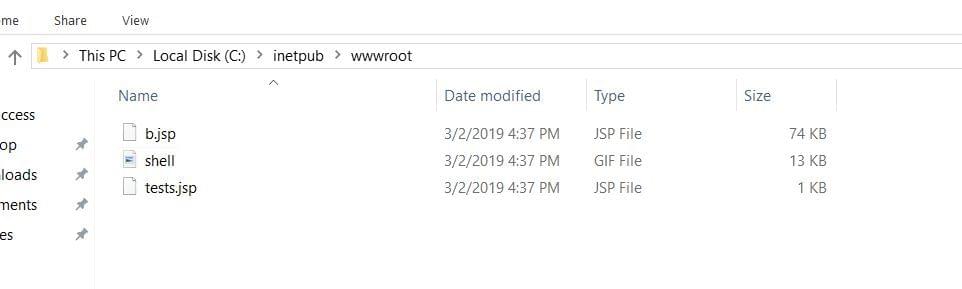 me Share View
This PC Local Disk (C:) inetpub wwwroot
Name Date modified Type Size
ccess
b.jsp 3/2/2019 4:37 PM JSP File 74 KB
op
shell 3/2/2019 4:37 PM GIF File 13 KB
loads
tests.jsp 3/2/2019 4:37 PM JSP File 1 KB
ments
es